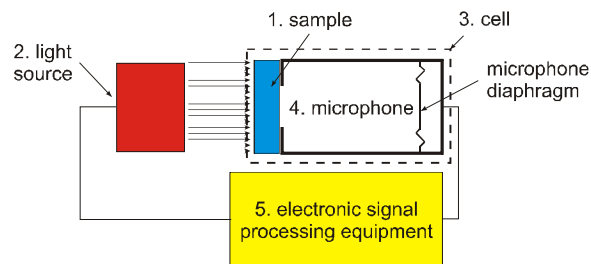 1. sample
3. cell
2. light
source
microphone
diaphragm
4. microphone
5. electronic signal
processing equipment